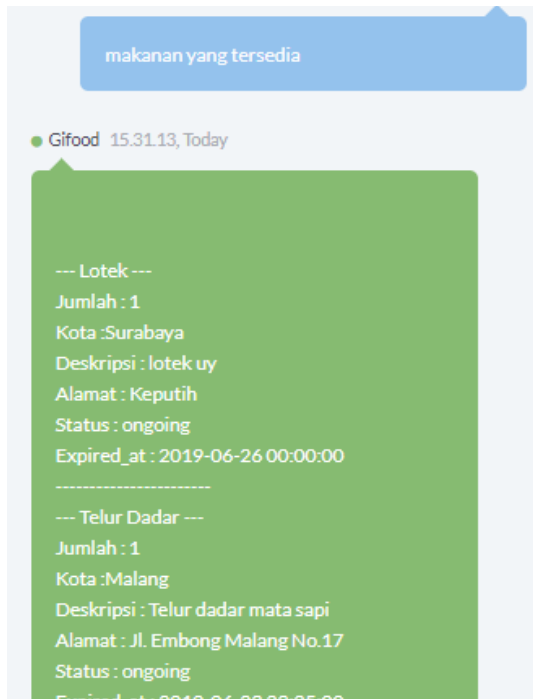 makanan yang tersedia
Gifood 15.31.13, Today
--- Lotek ---
Jumlah : 1
Kota :Surabaya
Deskripsi : lotek uy
Alamat : Keputih
Status : ongoing
Expired_at : 2019-06-26 00:00:00
-----------------------
--- Telur Dadar ---
Jumlah : 1
Kota :Malang
Deskripsi : Telur dadar mata sapi
Alamat : Jl. Embong Malang No.17
Status : ongoing